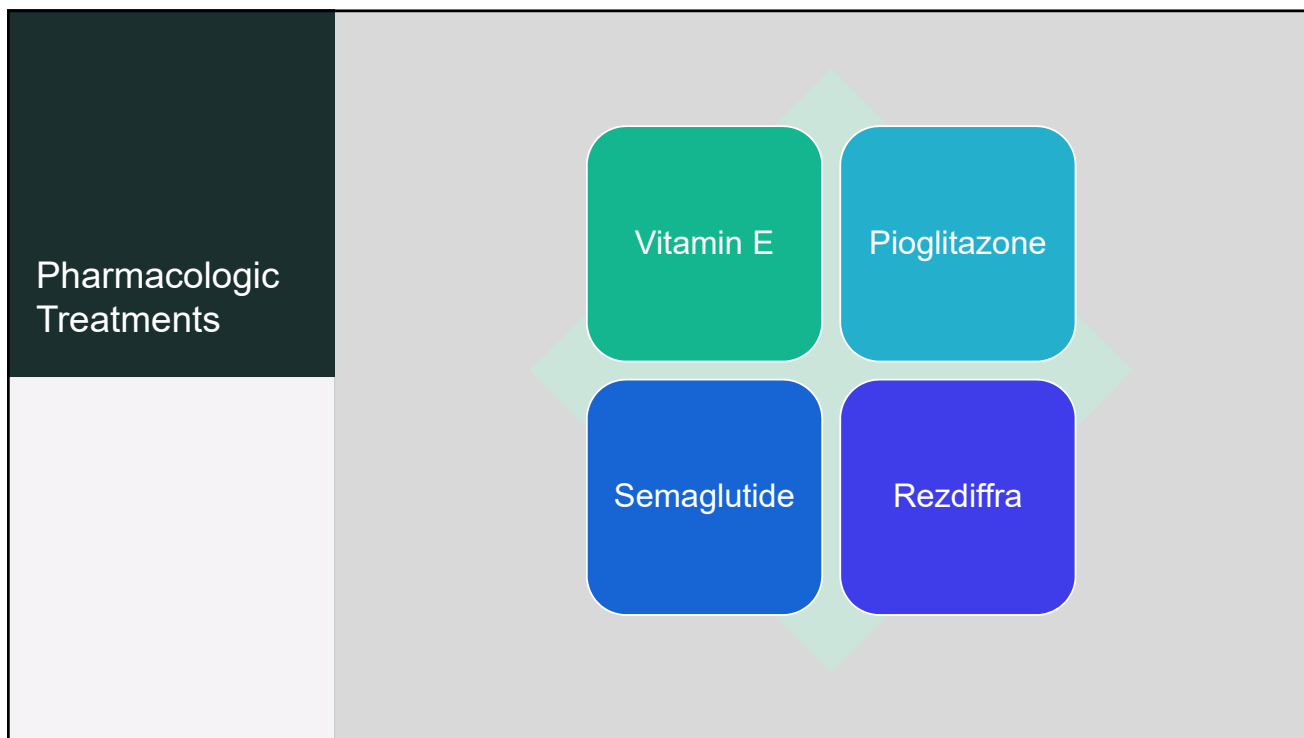 Pharmacologic
Treatments
Vitamin E
Pioglitazone
Semaglutide
Rezdiffra